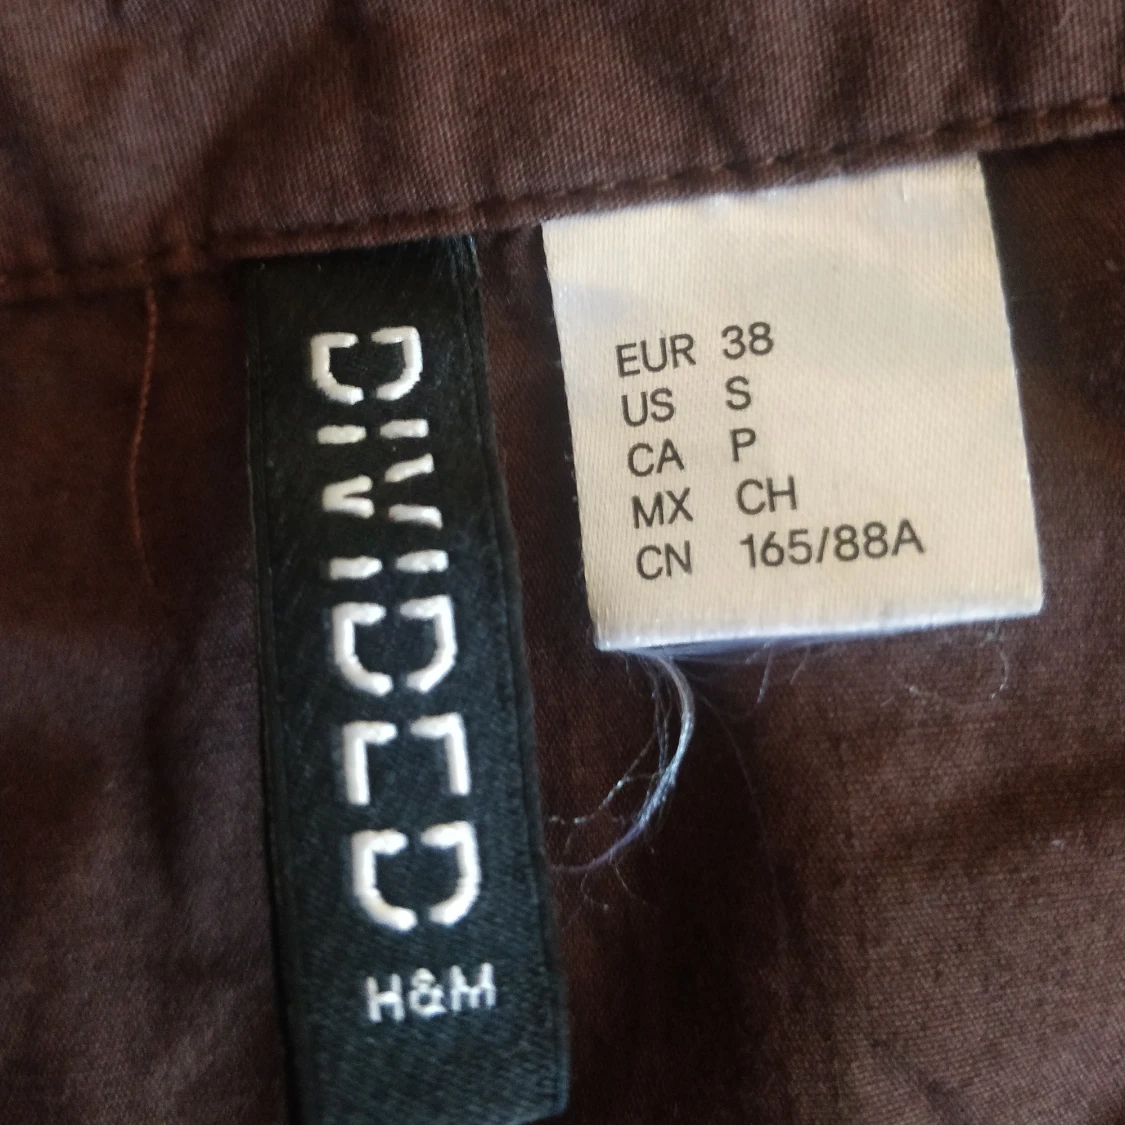 DIVIDED
H&M
EUR 38
US S
CA P
MX CH
CN 165/88A